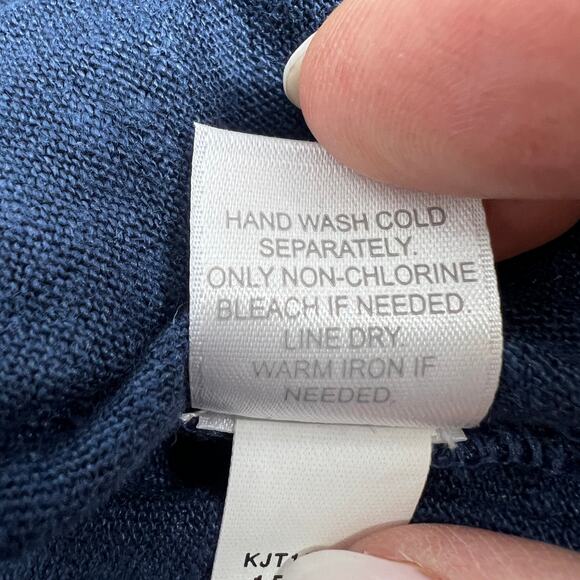 HAND WASH COLD
SEPARATELY.
ONLY NON-CHLORINE
BLEACH IF NEEDED.
LINE DRY.
WARM IRON IF
NEEDED.